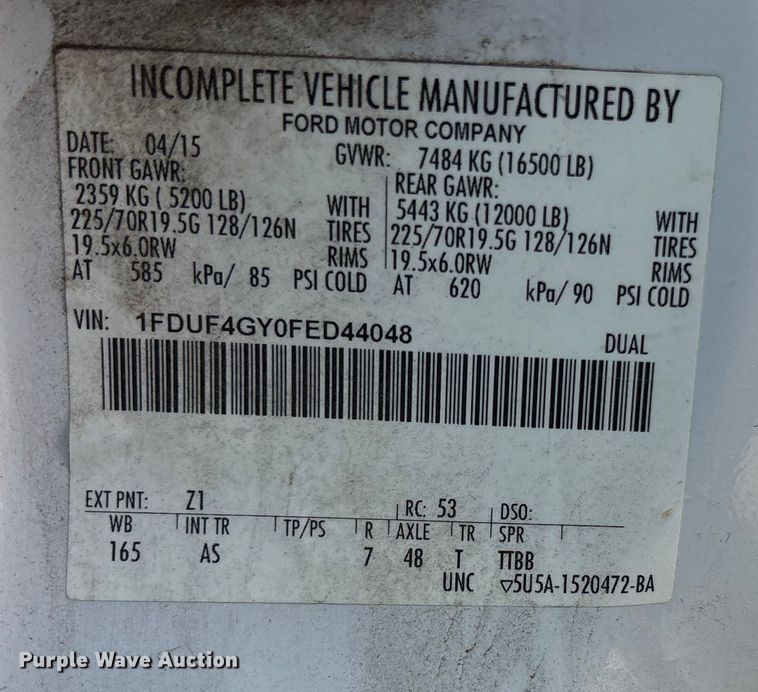 INCOMPLETE VEHICLE MANUFACTURED BY
FORD MOTOR COMPANY
DATE: 04/15 GVWR: 7484 KG (16500 LB)
FRONT GAWR: REAR GAWR:
2359 KG ( 5200 LB) WITH 5443 KG (12000 LB) WITH
225/70R19.5G 128/126N TIRES 225/70R19.5G 128/126N TIRES
19.5x6.0RW RIMS 19.5x6.0RW RIMS
AT 585 kPa/ 85 PSI COLD AT 620 kPa/ 90 PSI COLD
VIN: 1FDUF4GY0FED44048 DUAL
EXT PNT: Z1 RC: 53 DSO:
WB INT TR TP/PS R AXLE TR SPR
165 AS 7 48 T TTBB
UNC ▽5U5A-1520472-BA
Purple Wave Auction